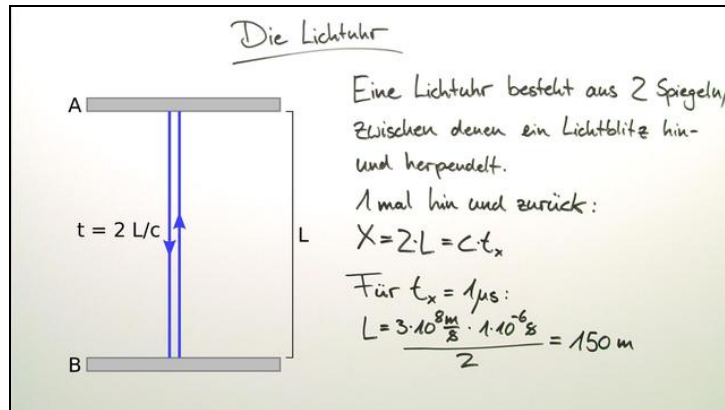 Die Lichtuhr
A
t = 2 L/c
L
B
Eine Lichtuhr besteht aus 2 Spiegeln,
zwischen denen ein Lichtblitz hin-
und herpendelt.
1 mal hin und zurück:
X = 2·L = c·tₓ
Für tₓ = 1µs:
L = 3·10⁸ m/s · 1·10⁻⁶ s / 2 = 150 m